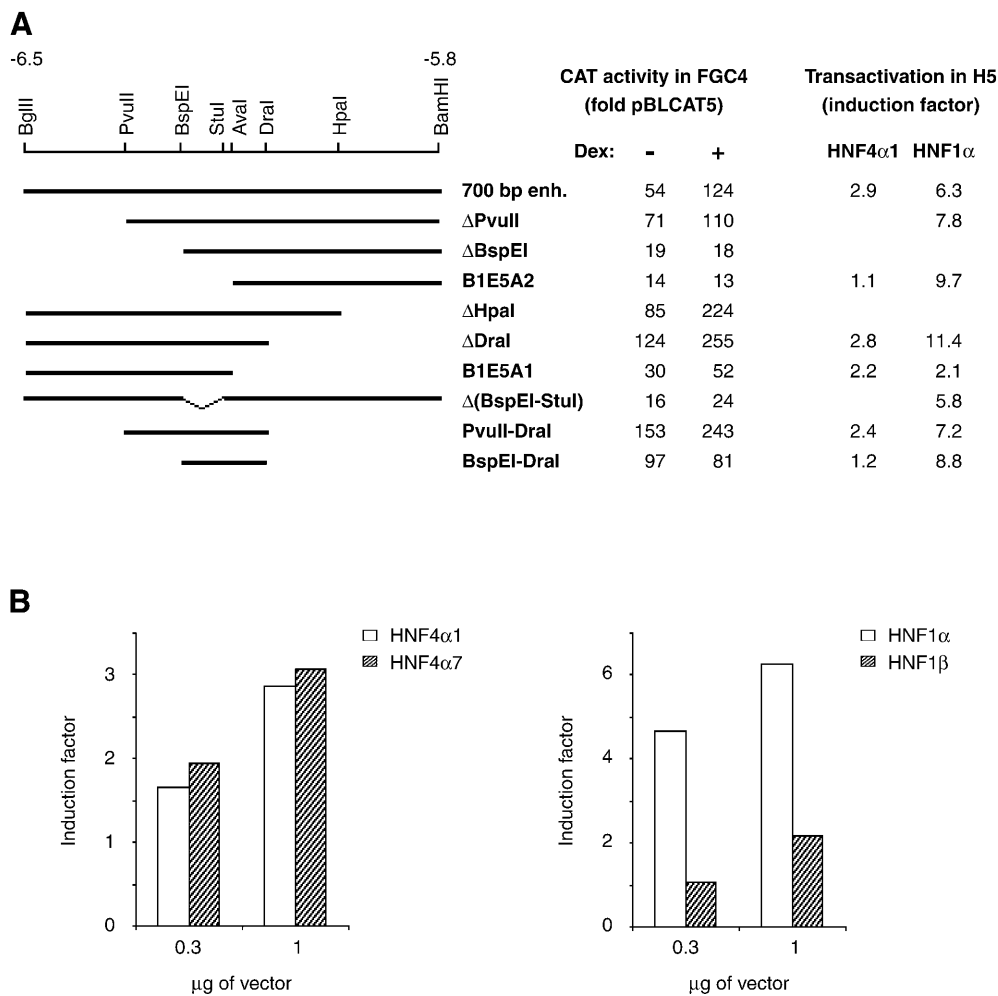 A
-6.5 -5.8
BglII PvuII BspEI StuI AvaI DraI HpaI BamHI
CAT activity in FGC4 Transactivation in H5
(fold pBLCAT5) (induction factor)
Dex: - + HNF4α1 HNF1α
700 bp enh. 54 124 2.9 6.3
ΔPvuII 71 110 7.8
ΔBspEI 19 18
B1E5A2 14 13 1.1 9.7
ΔHpaI 85 224
ΔDraI 124 255 2.8 11.4
B1E5A1 30 52 2.2 2.1
Δ(BspEI-StuI) 16 24 5.8
PvuII-DraI 153 243 2.4 7.2
BspEI-DraI 97 81 1.2 8.8
B
HNF4α1
HNF4α7
3
2
1
0
Induction factor
0.3 1
μg of vector
HNF1α
HNF1β
6
4
2
0
Induction factor
0.3 1
μg of vector